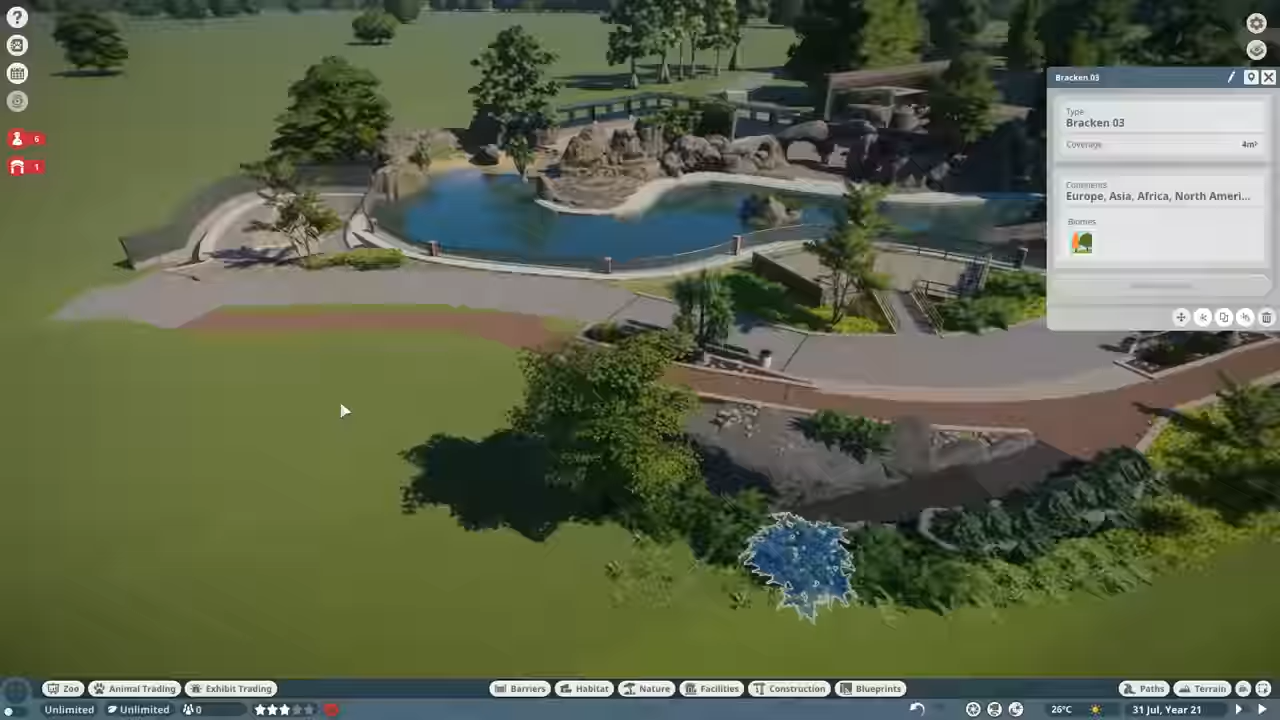 ?
6
1
Bracken 03
Type
Bracken 03
Coverage 4m²
Comments
Europe, Asia, Africa, North Ameri...
Biomes
Zoo Animal Trading Exhibit Trading Barriers Habitat Nature Facilities Construction Blueprints Paths Terrain
Unlimited Unlimited 0 26°C 31 Jul, Year 21